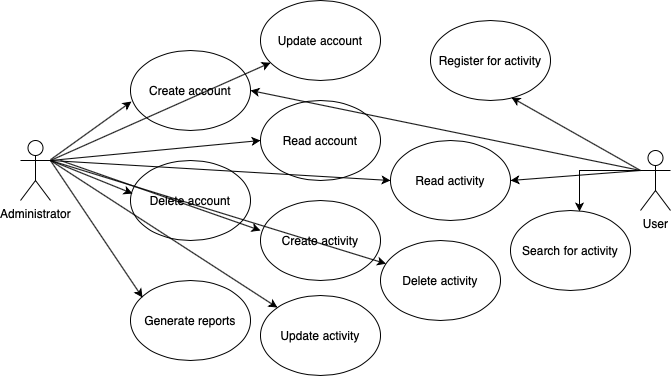 Update account
Register for activity
Create account
Read account
Read activity
Delete account
Administrator
User
Create activity
Search for activity
Delete activity
Generate reports
Update activity